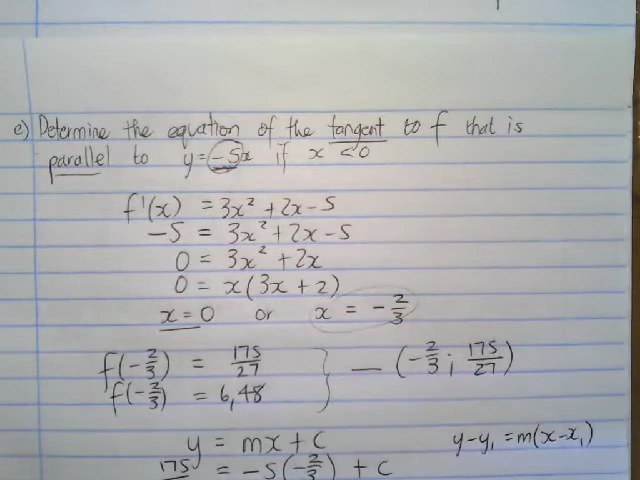 e) Determine the equation of the tangent to f that is
parallel to y = -5x if x < 0
f'(x) = 3x² + 2x - 5
-5 = 3x² + 2x - 5
0 = 3x² + 2x
0 = x(3x + 2)
x = 0 or x = -2/3
f(-2/3) = 175/27 } — (-2/3 ; 175/27)
f(-2/3) = 6,48
y = mx + c y - y₁ = m(x - x₁)
175 = -5(-2/3) + c